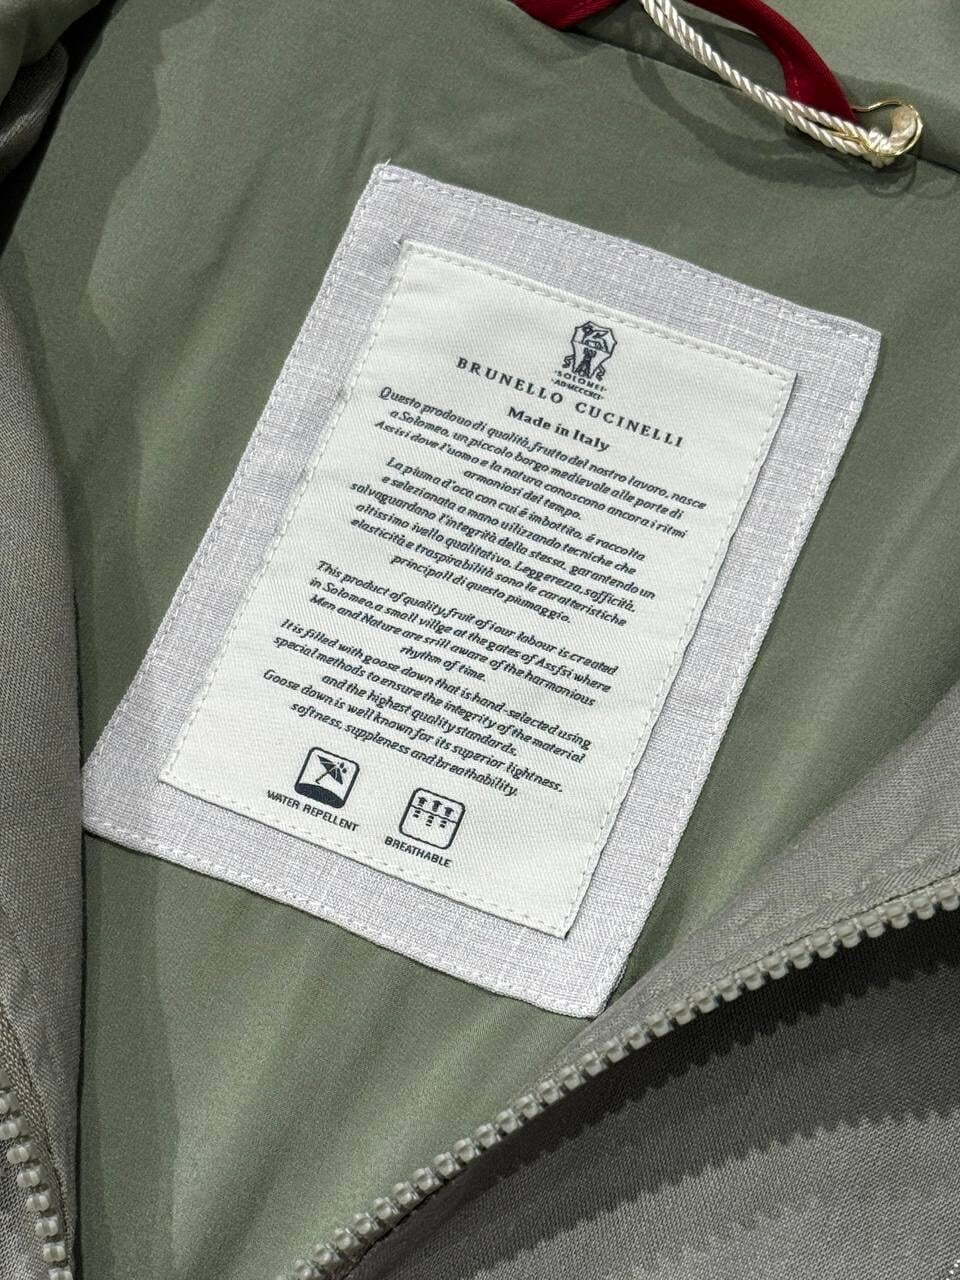 SOLOMEI
AD·MCCCXCI
BRUNELLO CUCINELLI
Made in Italy
Questo prodouo di qualità, frutto del nostro lavoro, nasce
a Solomeo, un piccolo borgo medievale alle porte di
Assisi dove l'uomo e la natura conoscono ancora i ritmi
armoniosi del tempo.
La piuma d'oca con cui é imbottito, é raccolta
e selezionata a mano utilizzando tecniche che
salvaguardano l'integrità della stessa, garantendo un
altissimo ivello qualitativo. Leggerezza, sofficità,
elasticità e traspirabilità sono le caratteristiche
principali di questo piumaggio.
This product of quality, fruit of iour labour is created
in Solomeo, a small villge at the gates of Assfsi where
Men and Nature are srill aware of the harmonious
rhythm of time.
It is filled with goose down that is hand-selected using
special methods to ensure the integrity of the material
and the highest quality standards.
Goose down is well known for its superior lightness,
softness, suppleness and breathability.
WATER REPELLENT
BREATHABLE